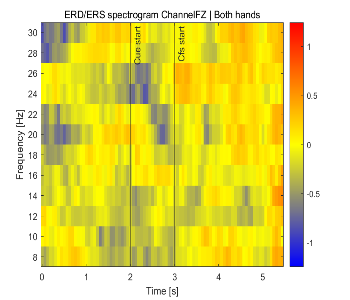 ERD/ERS spectrogram ChannelFZ | Both hands
Frequency [Hz]
30
28
26
24
22
20
18
16
14
12
10
8
Cue start
Cfs start
1
0.5
0
-0.5
-1
0 1 2 3 4 5
Time [s]